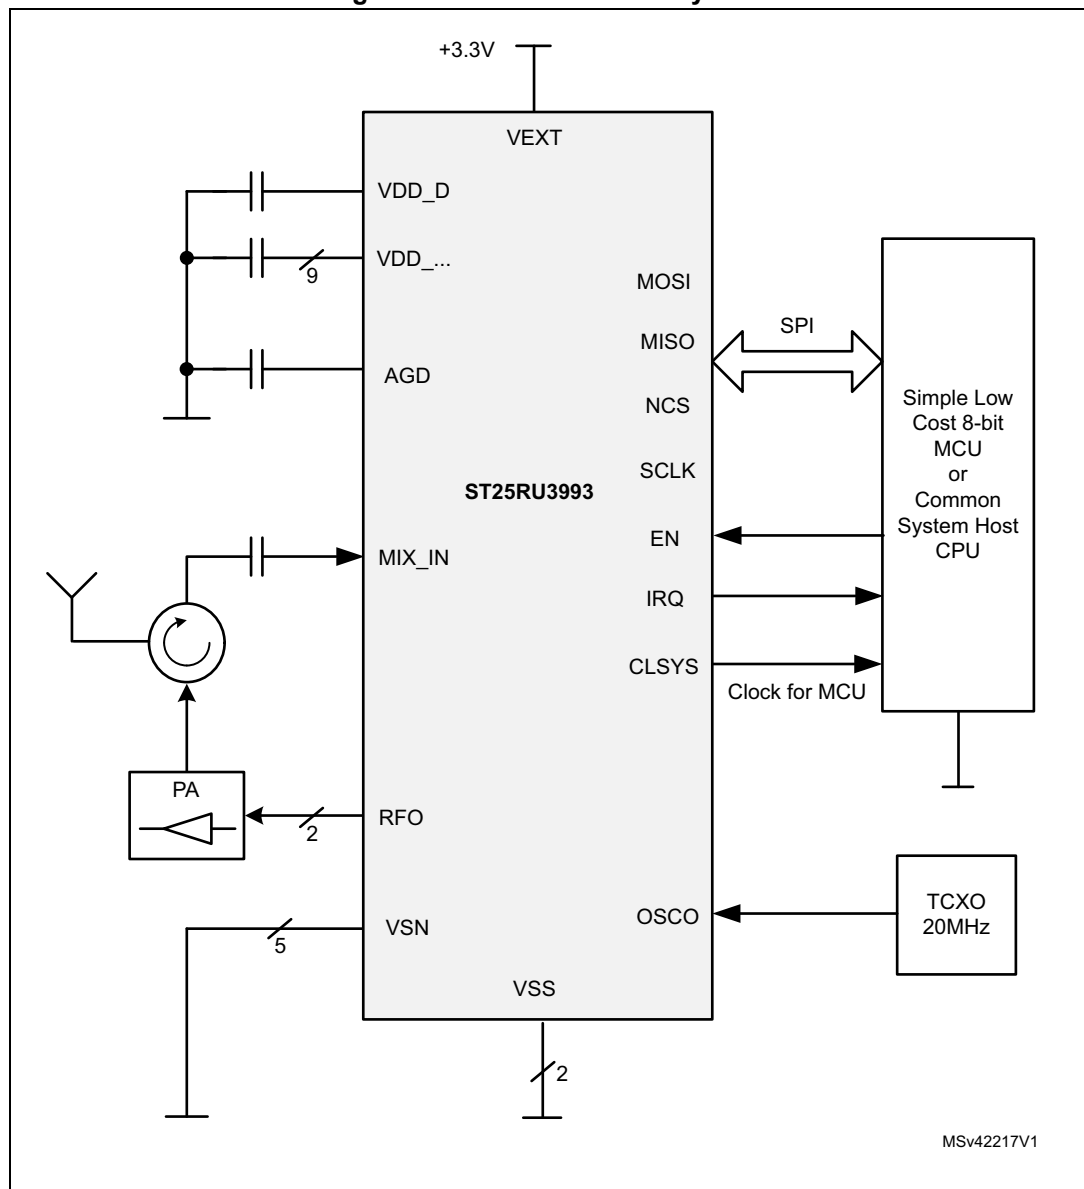 +3.3V
VEXT
VDD_D
VDD_...
9
AGD
MOSI
MISO
NCS
SCLK
SPI
Simple Low
Cost 8-bit
MCU
or
Common
System Host
CPU
ST25RU3993
MIX_IN
EN
IRQ
CLSYS
Clock for MCU
PA
RFO
2
VSN
5
OSCO
TCXO
20MHz
VSS
2
MSv42217V1